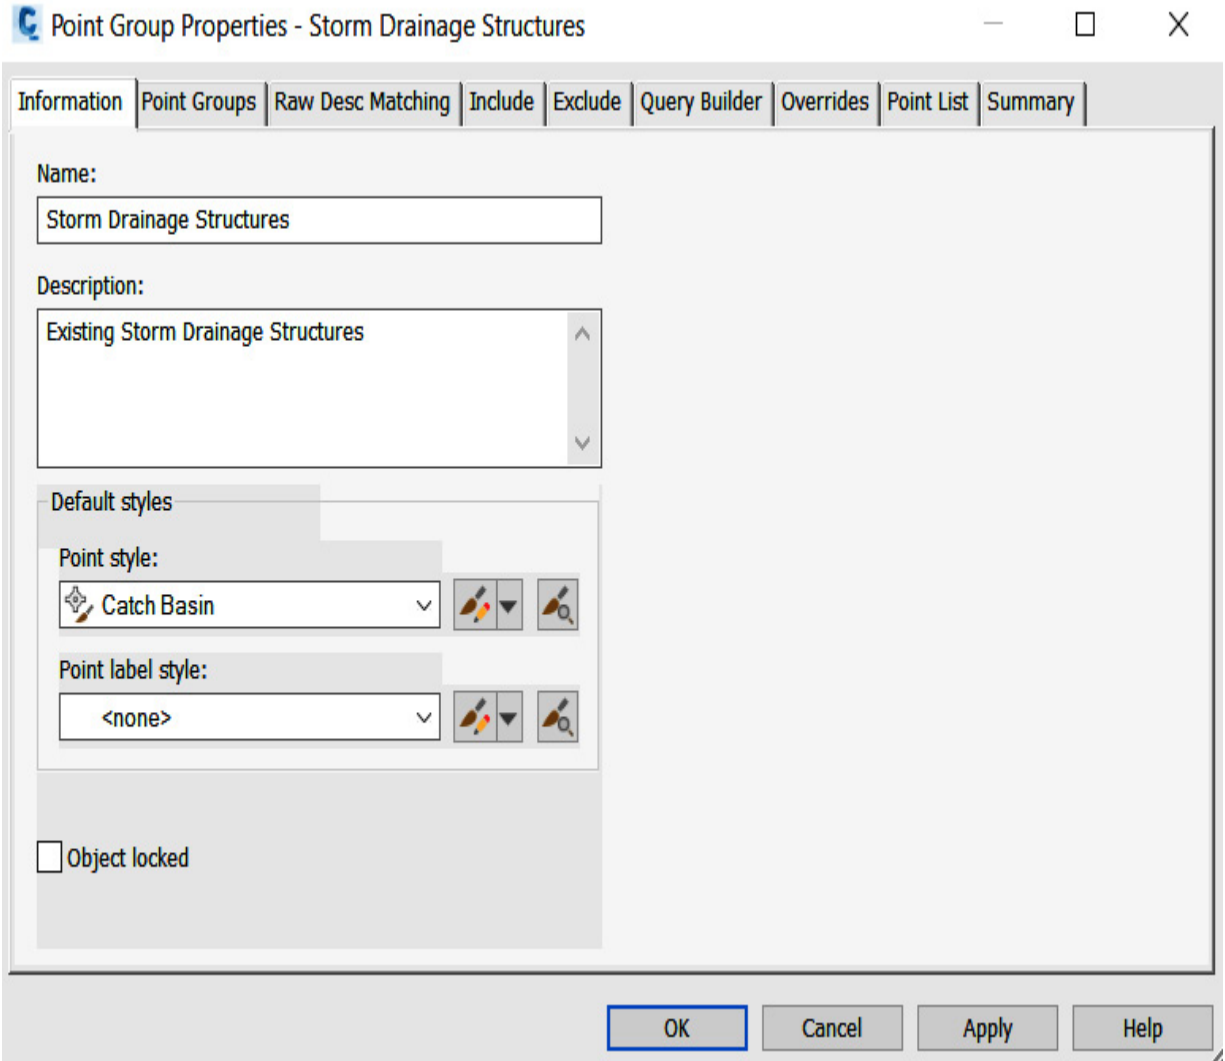 Point Group Properties - Storm Drainage Structures
Information Point Groups Raw Desc Matching Include Exclude Query Builder Overrides Point List Summary
Name:
Storm Drainage Structures
Description:
Existing Storm Drainage Structures
Default styles
Point style:
Catch Basin
Point label style:
<none>
Object locked
OK Cancel Apply Help